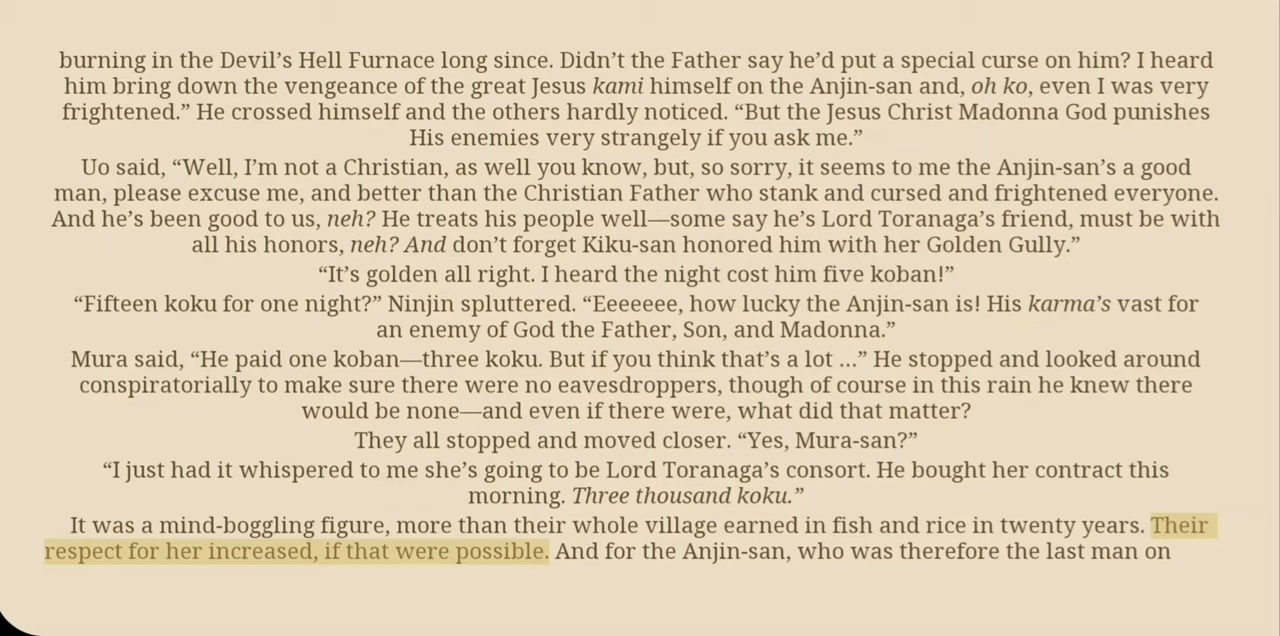 burning in the Devil’s Hell Furnace long since. Didn’t the Father say he’d put a special curse on him? I heard
him bring down the vengeance of the great Jesus kami himself on the Anjin-san and, oh ko, even I was very
frightened.” He crossed himself and the others hardly noticed. “But the Jesus Christ Madonna God punishes
His enemies very strangely if you ask me.”
Uo said, “Well, I’m not a Christian, as well you know, but, so sorry, it seems to me the Anjin-san’s a good
man, please excuse me, and better than the Christian Father who stank and cursed and frightened everyone.
And he’s been good to us, neh? He treats his people well—some say he’s Lord Toranaga’s friend, must be with
all his honors, neh? And don’t forget Kiku-san honored him with her Golden Gully.”
“It’s golden all right. I heard the night cost him five koban!”
“Fifteen koku for one night?” Ninjin spluttered. “Eeeeeee, how lucky the Anjin-san is! His karma’s vast for
an enemy of God the Father, Son, and Madonna.”
Mura said, “He paid one koban—three koku. But if you think that’s a lot …” He stopped and looked around
conspiratorially to make sure there were no eavesdroppers, though of course in this rain he knew there
would be none—and even if there were, what did that matter?
They all stopped and moved closer. “Yes, Mura-san?”
“I just had it whispered to me she’s going to be Lord Toranaga’s consort. He bought her contract this
morning. Three thousand koku.”
It was a mind-boggling figure, more than their whole village earned in fish and rice in twenty years. Their
respect for her increased, if that were possible. And for the Anjin-san, who was therefore the last man on